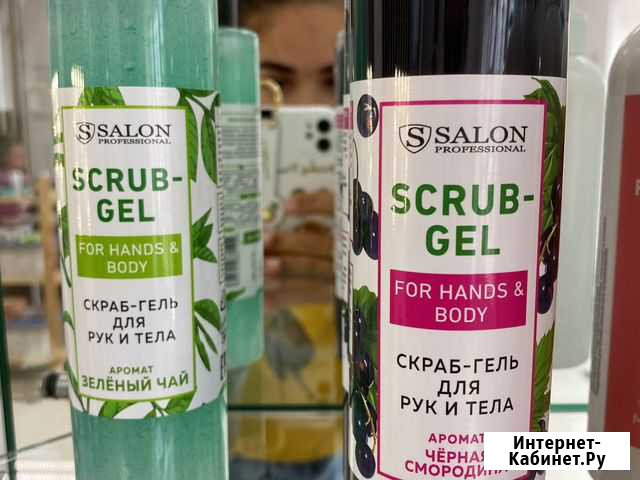 SALON
PROFESSIONAL
SCRUB-
GEL
FOR HANDS &
BODY
СКРАБ-ГЕЛЬ
ДЛЯ
РУК И ТЕЛА
АРОМАТ
ЗЕЛЁНЫЙ ЧАЙ
SALON
PROFESSIONAL
SCRUB-
GEL
FOR HANDS &
BODY
СКРАБ-ГЕЛЬ
ДЛЯ
РУК И ТЕЛА
АРОМАТ
ЧЁРНАЯ
СМОРОДИНА
Интернет-
Кабинет.Ру